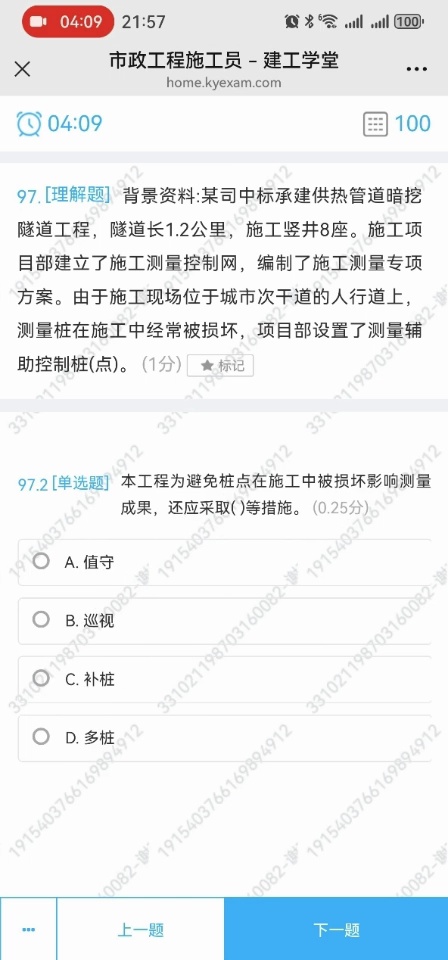 04:09 21:57 100
市政工程施工员 – 建工学堂
home.kyexam.com
04:09 100
97. [理解题] 背景资料:某司中标承建供热管道暗挖
隧道工程，隧道长1.2公里，施工竖井8座。施工项
目部建立了施工测量控制网，编制了施工测量专项
方案。由于施工现场位于城市次干道的人行道上，
测量桩在施工中经常被损坏，项目部设置了测量辅
助控制桩(点)。 (1分) ★ 标记
97.2 [单选题] 本工程为避免桩点在施工中被损坏影响测量
成果，还应采取( )等措施。 (0.25分)
A. 值守
B. 巡视
C. 补桩
D. 多桩
上一题 下一题